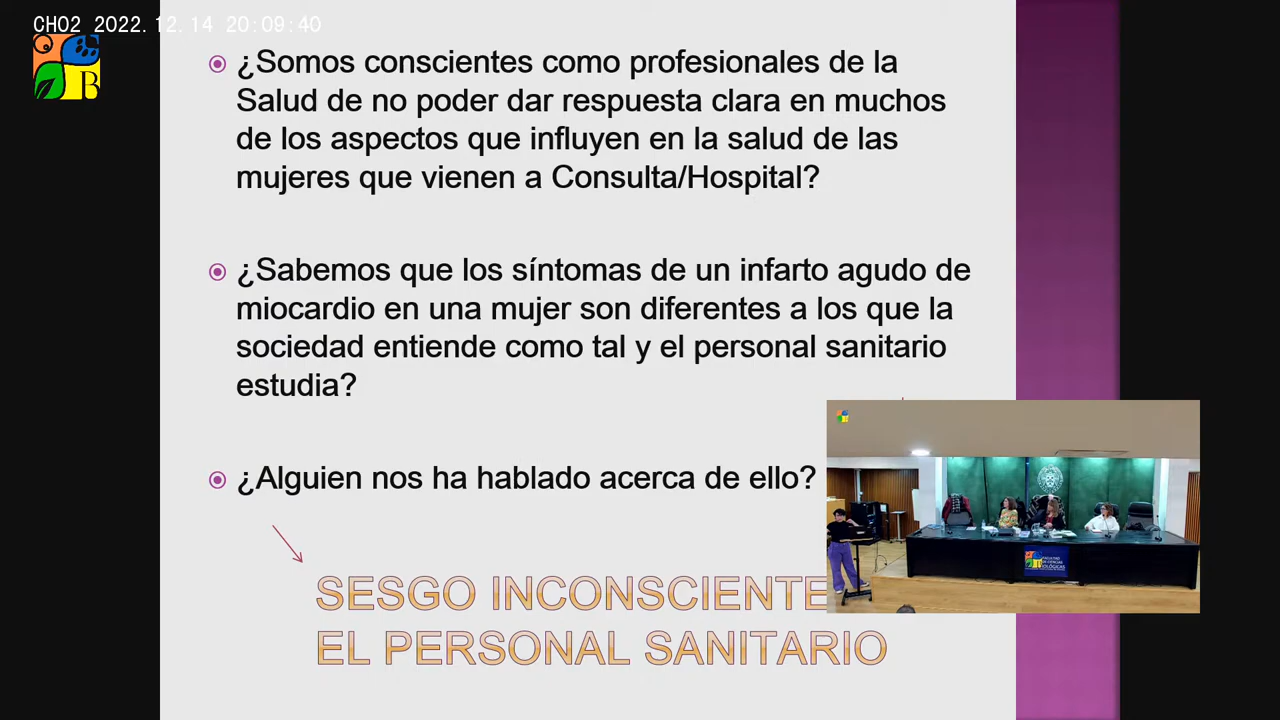 CH02 2022.12.14 20:09:40
B
¿Somos conscientes como profesionales de la
Salud de no poder dar respuesta clara en muchos
de los aspectos que influyen en la salud de las
mujeres que vienen a Consulta/Hospital?
¿Sabemos que los síntomas de un infarto agudo de
miocardio en una mujer son diferentes a los que la
sociedad entiende como tal y el personal sanitario
estudia?
¿Alguien nos ha hablado acerca de ello?
SESGO INCONSCIENTE
EL PERSONAL SANITARIO
FACULTAD
DE CIENCIAS